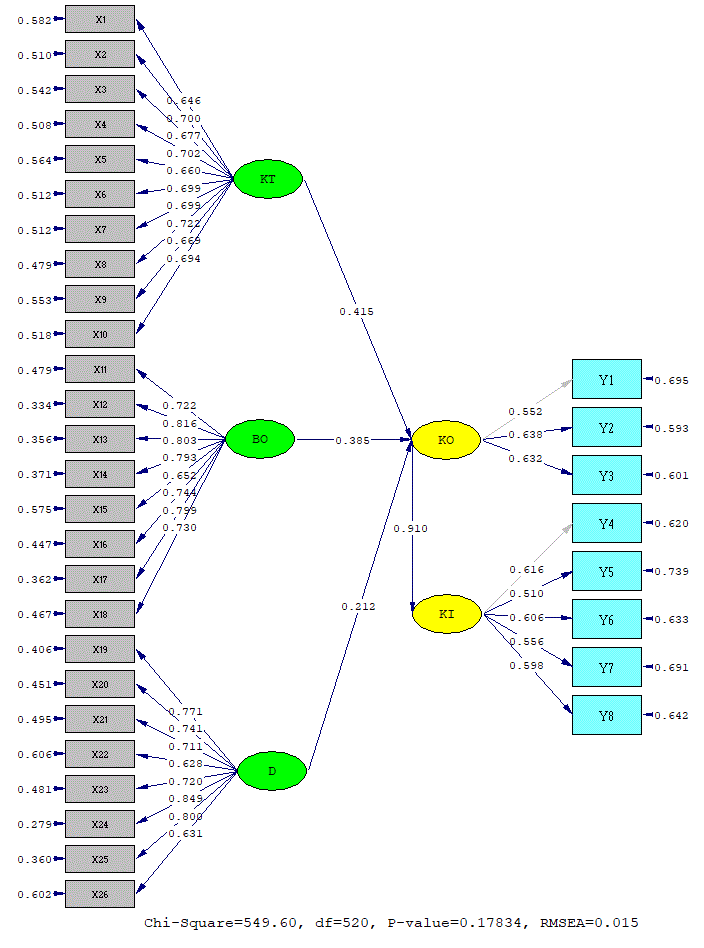 0.582 X1
0.510 X2
0.542 X3
0.508 X4
0.564 X5
0.512 X6
0.512 X7
0.479 X8
0.553 X9
0.518 X10
0.479 X11
0.334 X12
0.356 X13
0.371 X14
0.575 X15
0.447 X16
0.362 X17
0.467 X18
0.406 X19
0.451 X20
0.495 X21
0.606 X22
0.481 X23
0.279 X24
0.360 X25
0.602 X26
0.646
0.700
0.677
0.702
0.660
0.699
0.699
0.722
0.669
0.694
KT
0.722
0.816
0.803
0.793
0.652
0.744
0.799
0.730
BO
0.771
0.741
0.711
0.628
0.720
0.849
0.800
0.631
D
0.415
0.385
0.212
KO
0.910
KI
0.552
0.638
0.632
0.616
0.510
0.606
0.556
0.598
Y1 0.695
Y2 0.593
Y3 0.601
Y4 0.620
Y5 0.739
Y6 0.633
Y7 0.691
Y8 0.642
Chi-Square=549.60, df=520, P-value=0.17834, RMSEA=0.015